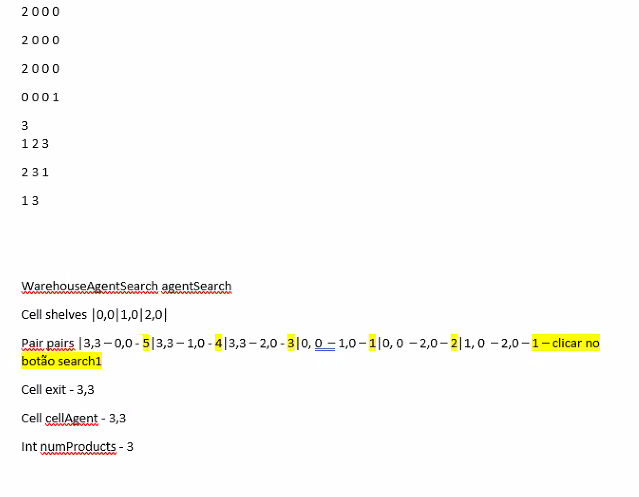 2 0 0 0
2 0 0 0
2 0 0 0
0 0 0 1
3
1 2 3
2 3 1
1 3
WarehouseAgentSearch agentSearch
Cell shelves |0,0|1,0|2,0|
Pair pairs |3,3 – 0,0 - 5|3,3 – 1,0 - 4|3,3 – 2,0 - 3|0, 0 – 1,0 – 1|0, 0 – 2,0 – 2|1, 0 – 2,0 – 1 – clicar no
botão search1
Cell exit - 3,3
Cell cellAgent - 3,3
Int numProducts - 3